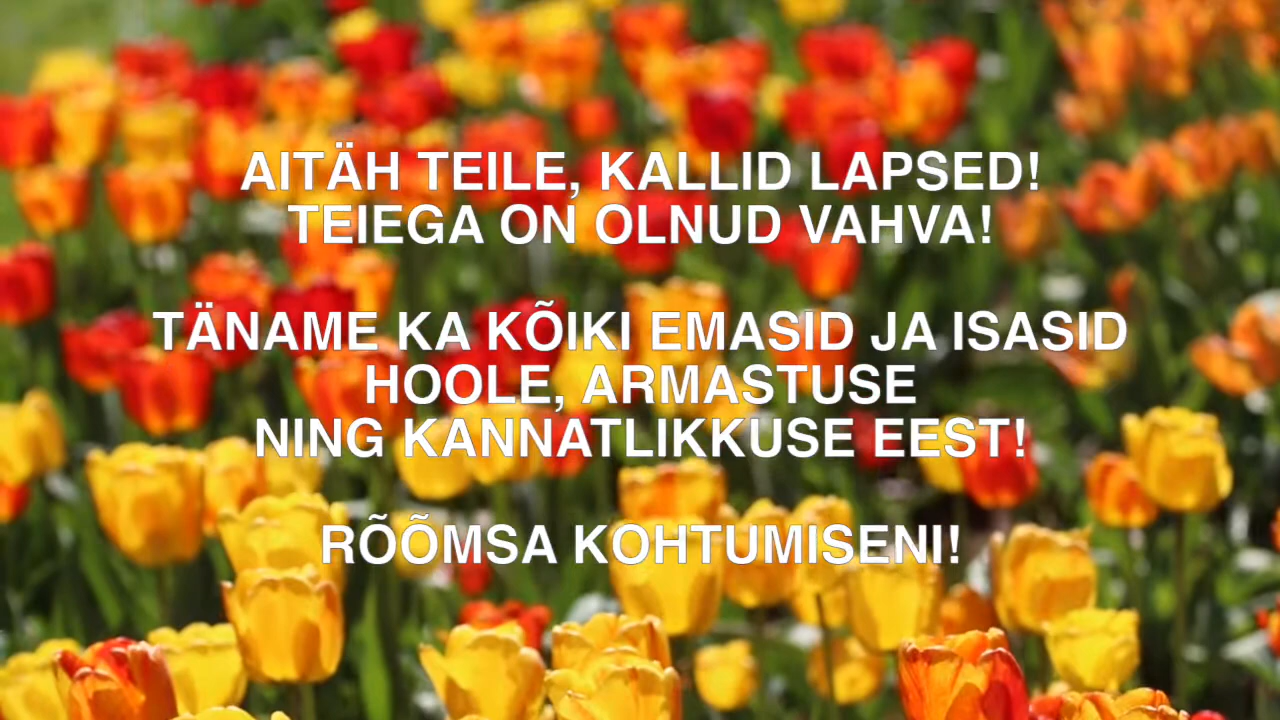 AITÄH TEILE, KALLID LAPSED!
TEIEGA ON OLNUD VAHVA!
TÄNAME KA KÕIKI EMASID JA ISASID
HOOLE, ARMASTUSE
NING KANNATLIKKUSE EEST!
RÕÕMSA KOHTUMISENI!